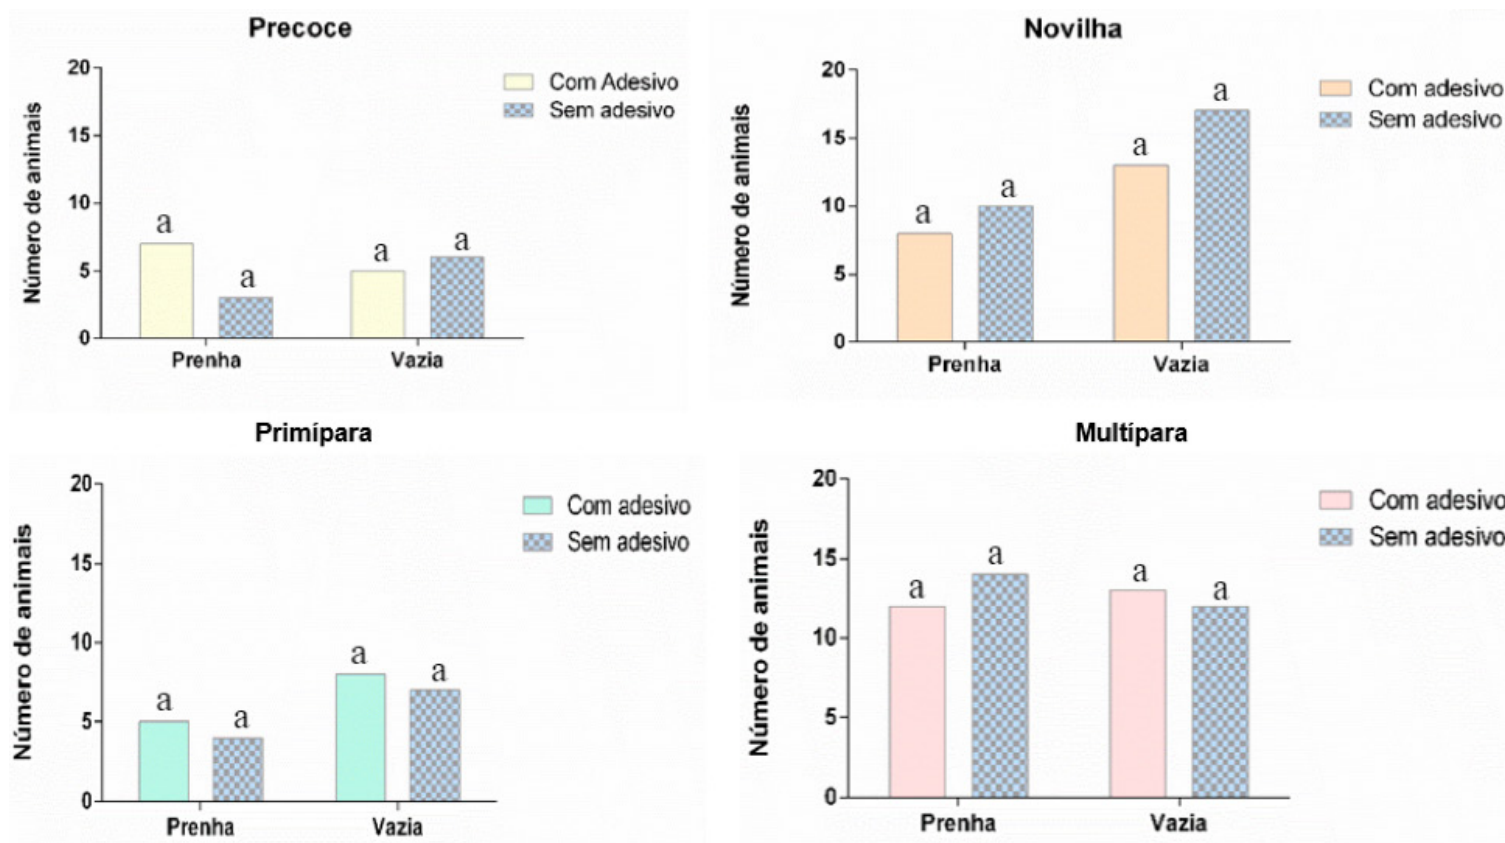 Precoce
Número de animais
20
15
10
5
0
a
a
a
a
Prenha
Vazia
Com Adesivo
Sem adesivo
Novilha
Número de animais
20
15
10
5
0
a
a
a
a
Prenha
Vazia
Com adesivo
Sem adesivo
Primípara
Número de animais
20
15
10
5
0
a
a
a
a
Prenha
Vazia
Com adesivo
Sem adesivo
Multípara
Número de animais
20
15
10
5
0
a
a
a
a
Prenha
Vazia
Com adesivo
Sem adesivo